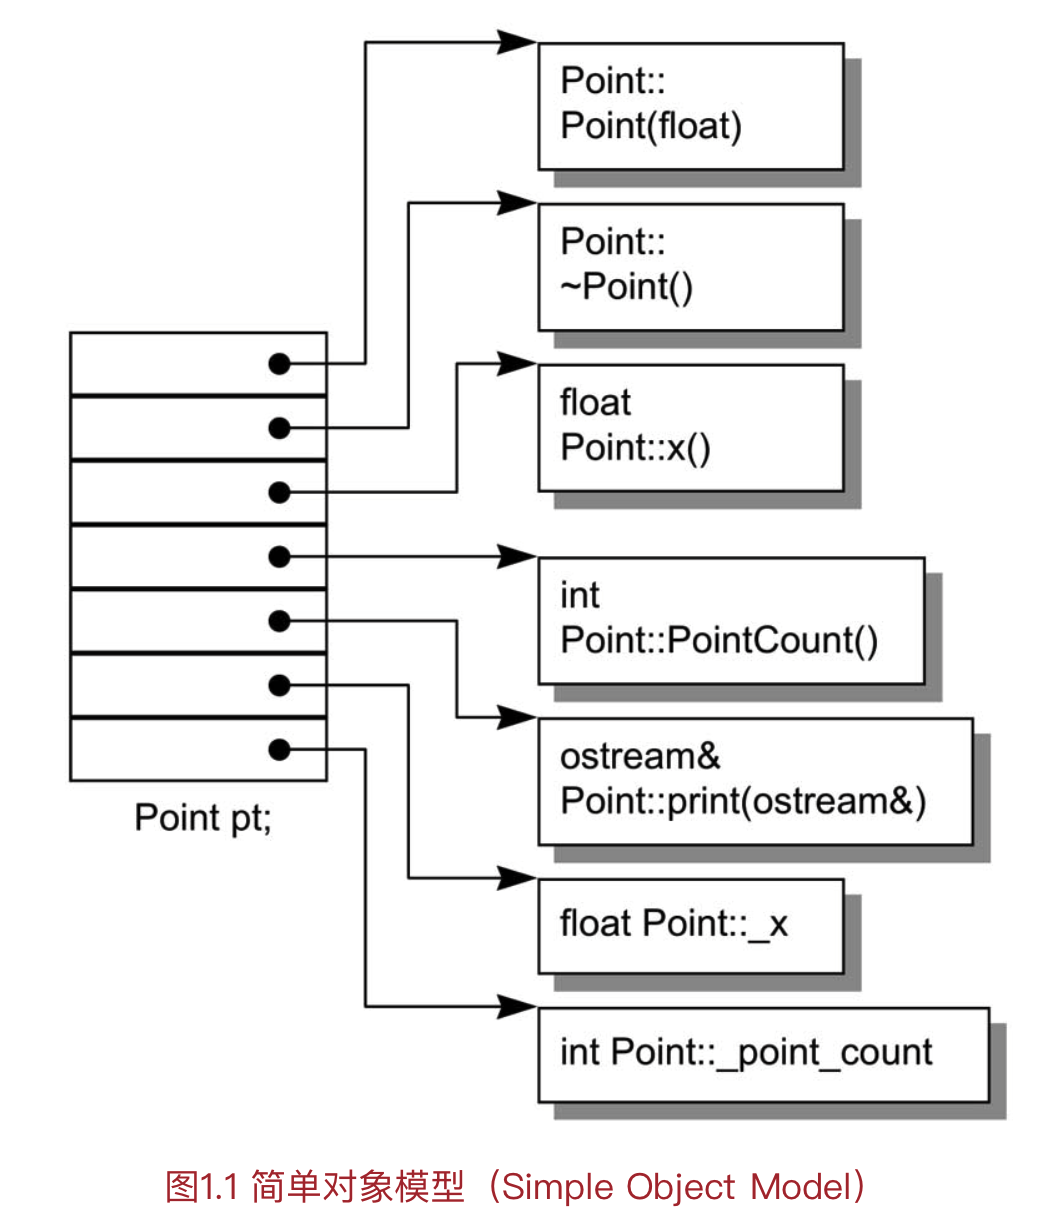 Point::
Point(float)
Point::
~Point()
float
Point::x()
int
Point::PointCount()
ostream&
Point::print(ostream&)
Point pt;
float Point::_x
int Point::_point_count
图1.1 简单对象模型（Simple Object Model）